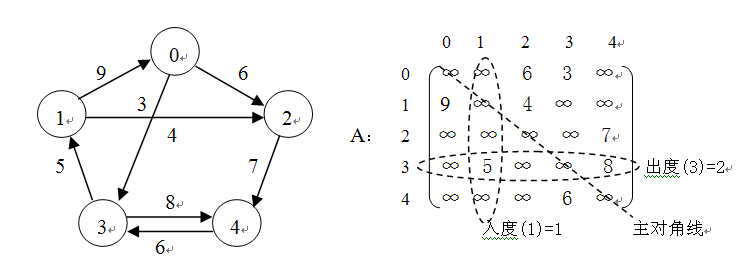 0
9
6
3
1
2
4
5
7
8
3
4
6
0 1 2 3 4
0 ∞ ∞ 6 3 ∞
1 9 ∞ 4 ∞ ∞
A： 2 ∞ ∞ ∞ ∞ 7
3 ∞ 5 ∞ ∞ 8 出度(3)=2
4 ∞ ∞ ∞ 6 ∞
入度(1)=1
主对角线